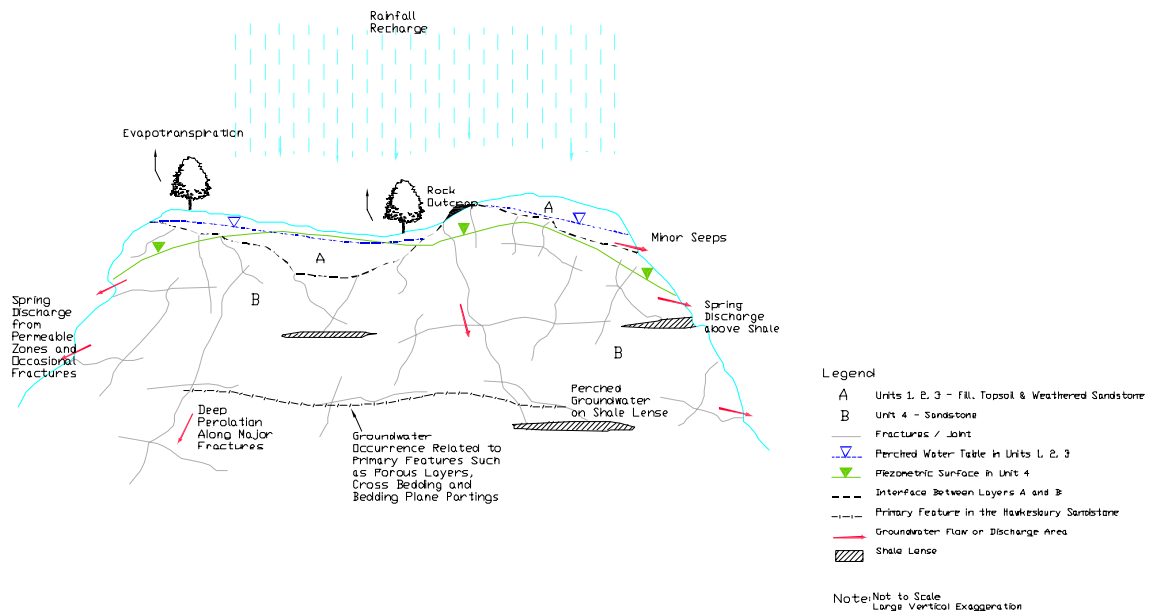 Rainfall
Recharge
Evapotranspiration
Rock
Outcrop
A
Minor Seeps
A
B
Spring
Discharge
from
Permeable
Zones and
Occasional
Fractures
Spring
Discharge
above Shale
B
Perched
Groundwater
on Shale Lense
Deep
Perolation
Along Major
Fractures
Groundwater
Occurrence Related to
Primary Features Such
as Porous Layers,
Cross Bedding and
Bedding Plane Partings
Legend
A Units 1, 2, 3 - Fill, Topsoil & Weathered Sandstone
B Unit 4 - Sandstone
Fractures / Joint
Perched Water Table in Units 1, 2, 3
Piezometric Surface in Unit 4
Interface Between Layers A and B
Primary Feature in the Hawkesbury Sandstone
Groundwater Flow or Discharge Area
Shale Lense
Note: Not to Scale
Large Vertical Exaggeration